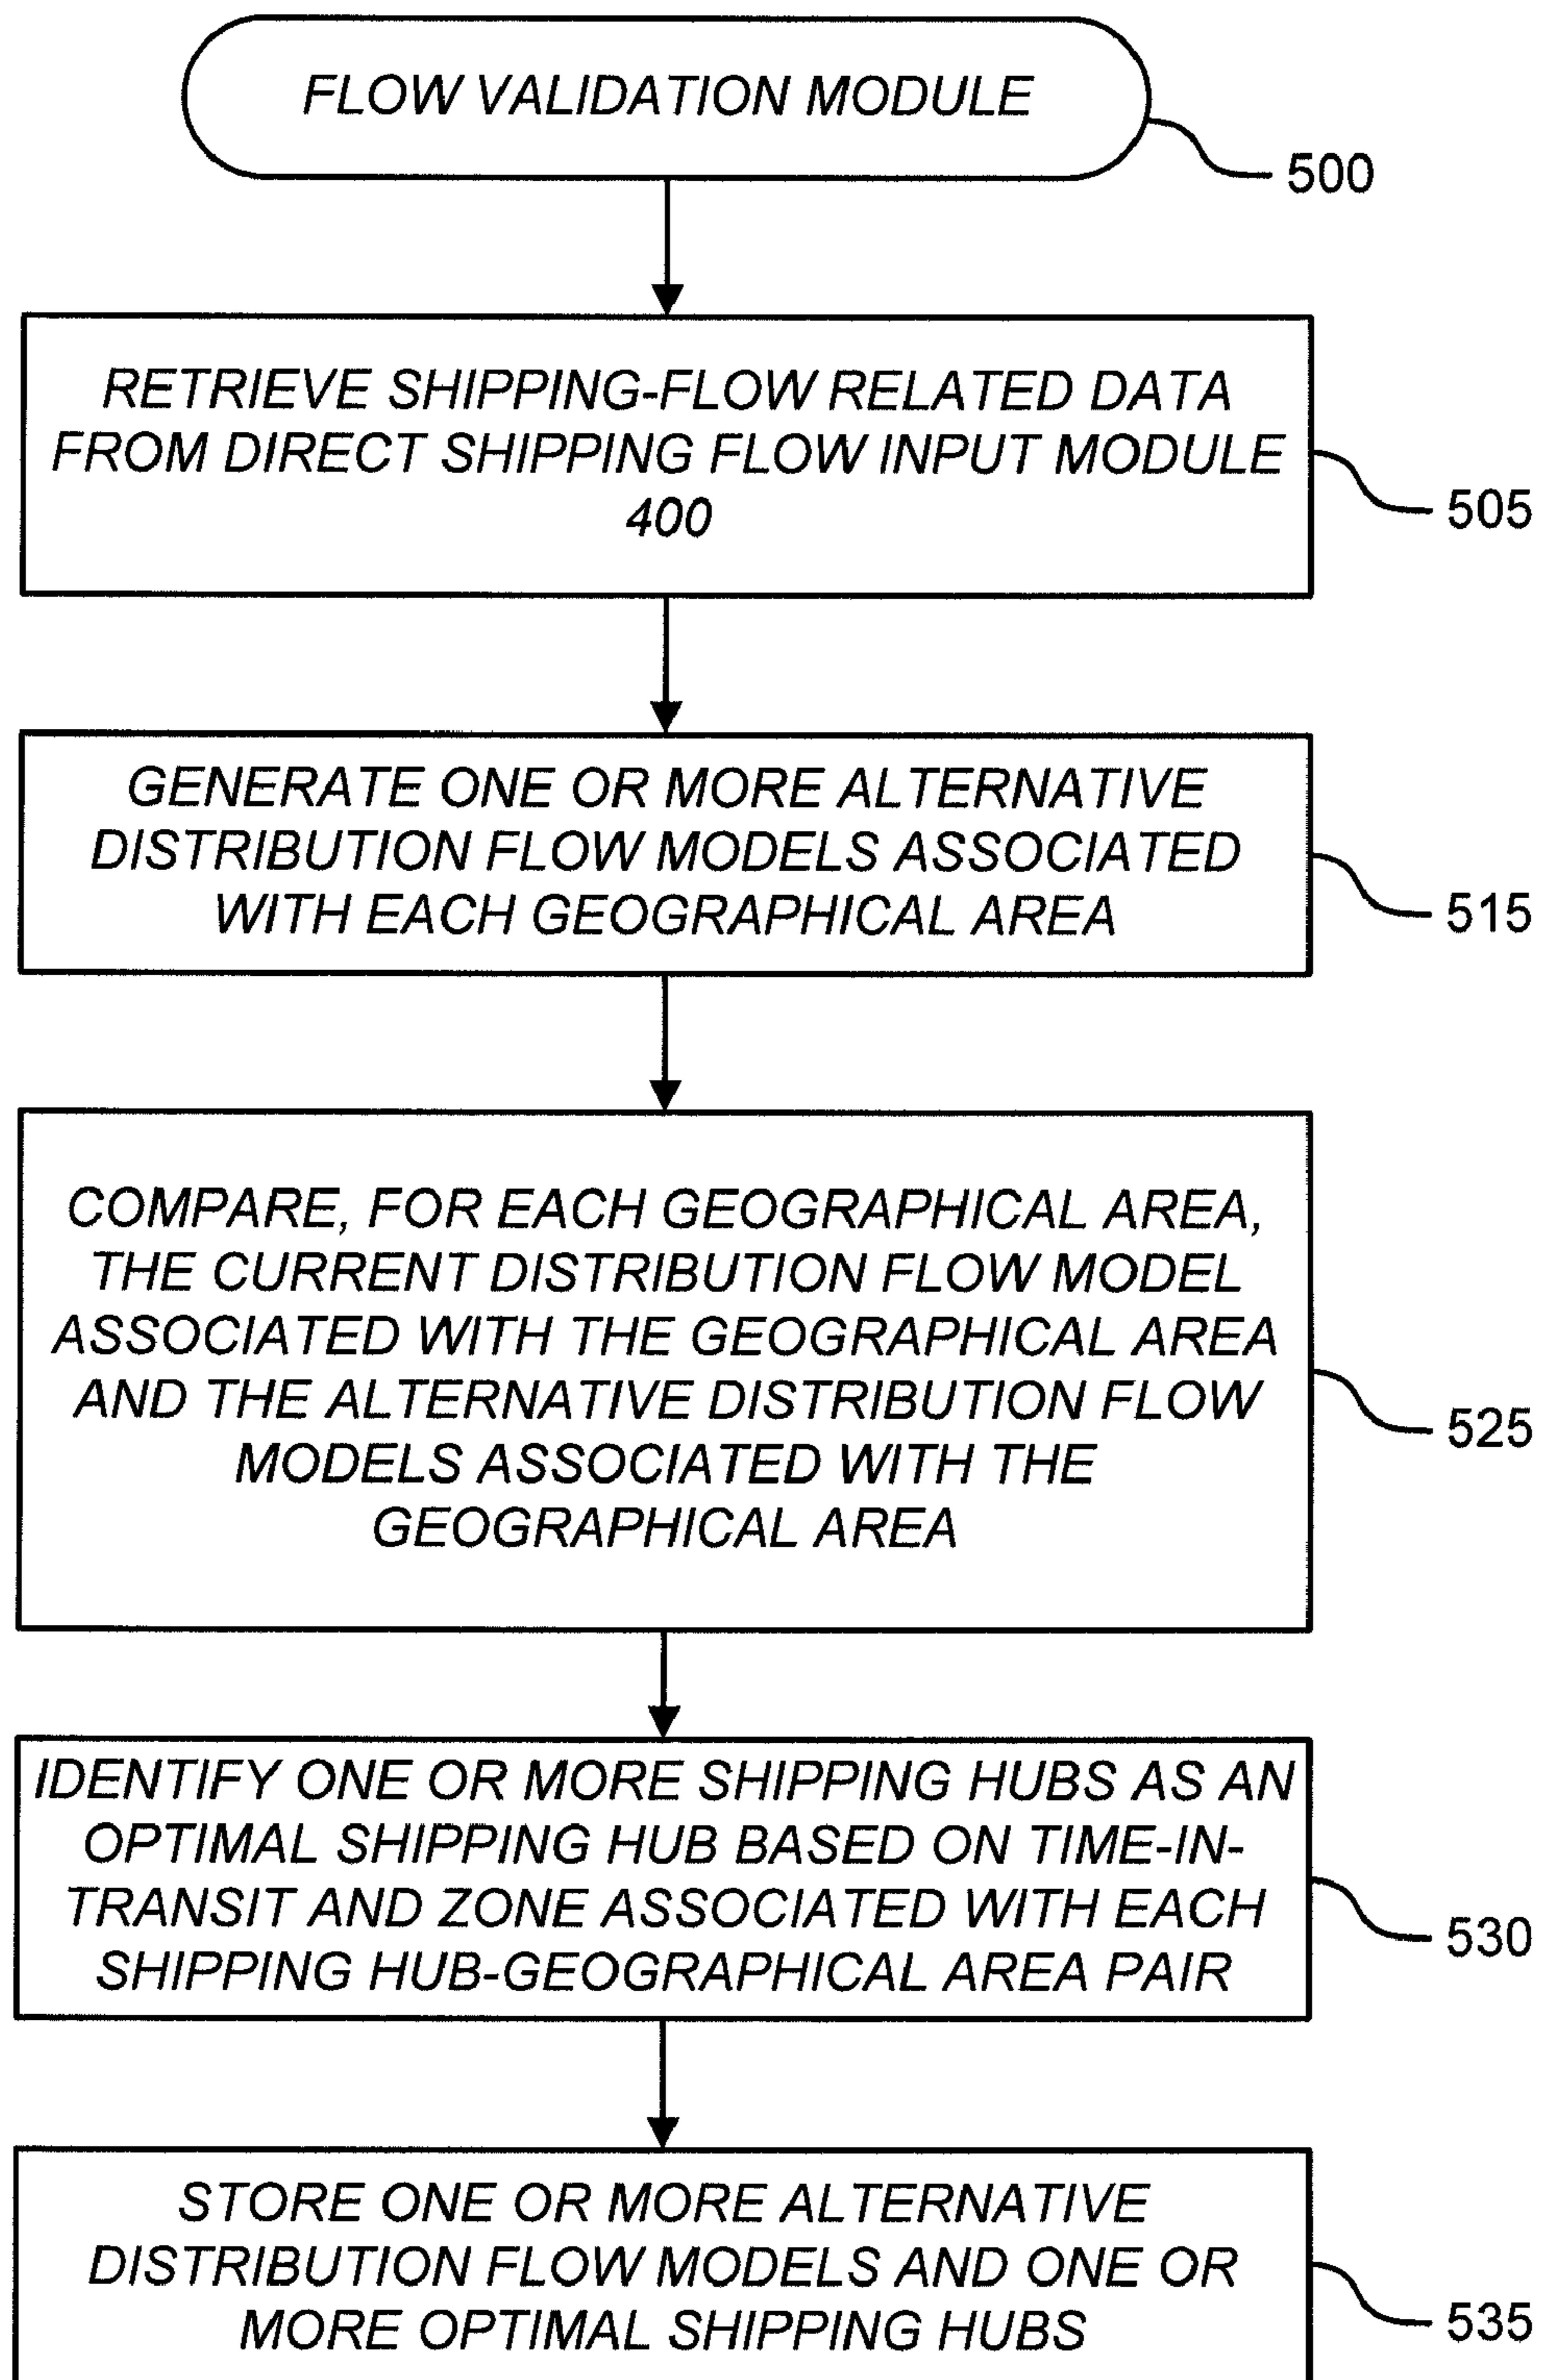 FLOW VALIDATION MODULE
500
RETRIEVE SHIPPING-FLOW RELATED DATA
FROM DIRECT SHIPPING FLOW INPUT MODULE
400
505
GENERATE ONE OR MORE ALTERNATIVE
DISTRIBUTION FLOW MODELS ASSOCIATED
WITH EACH GEOGRAPHICAL AREA
515
COMPARE, FOR EACH GEOGRAPHICAL AREA,
THE CURRENT DISTRIBUTION FLOW MODEL
ASSOCIATED WITH THE GEOGRAPHICAL AREA
AND THE ALTERNATIVE DISTRIBUTION FLOW
MODELS ASSOCIATED WITH THE
GEOGRAPHICAL AREA
525
IDENTIFY ONE OR MORE SHIPPING HUBS AS AN
OPTIMAL SHIPPING HUB BASED ON TIME-IN-
TRANSIT AND ZONE ASSOCIATED WITH EACH
SHIPPING HUB-GEOGRAPHICAL AREA PAIR
530
STORE ONE OR MORE ALTERNATIVE
DISTRIBUTION FLOW MODELS AND ONE OR
MORE OPTIMAL SHIPPING HUBS
535